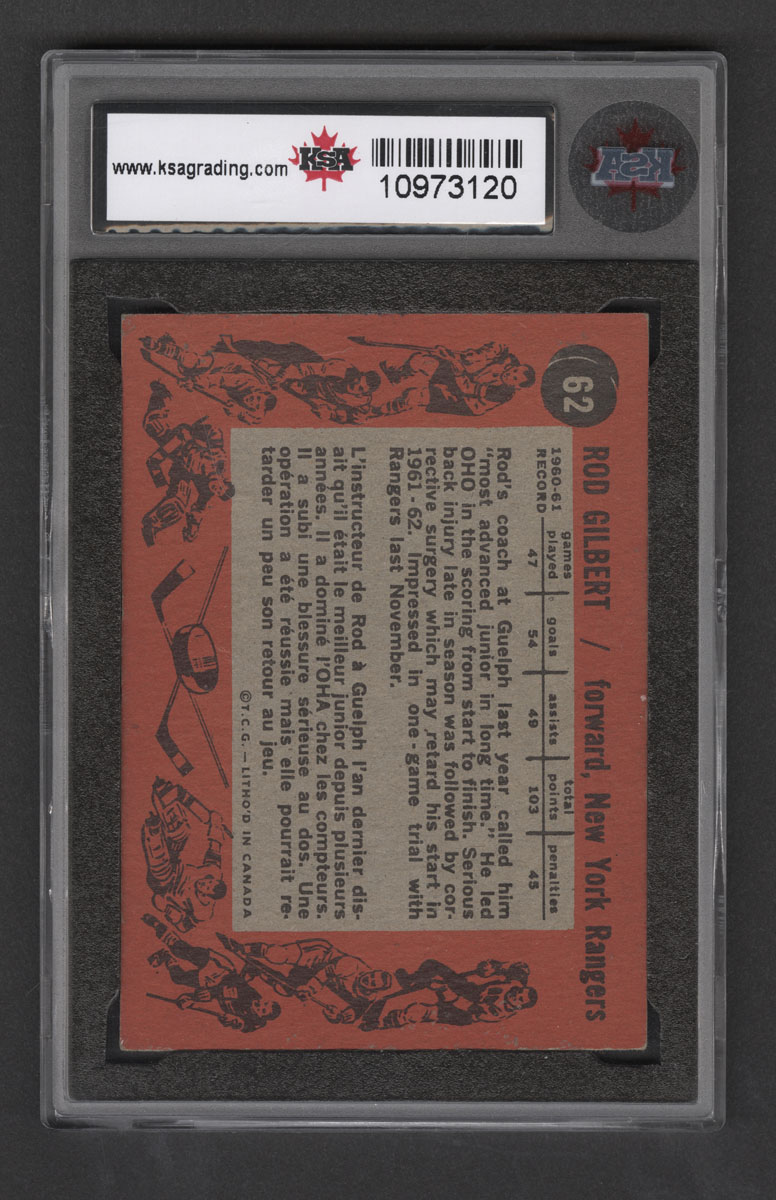 www.ksagrading.com
KSA
10973120
KSA
62
ROD GILBERT / forward, New York Rangers
1960-61 RECORD
games played
goals
assists
total points
penalties
47
54
49
103
45
Rod's coach at Guelph last year called him
"most advanced junior in long time." He led
OHO in the scoring from start to finish. Serious
back injury late in season was followed by cor-
rective surgery which may retard his start in
1961-62. Impressed in one-game trial with
Rangers last November.
L'instructeur de Rod à Guelph l'an dernier dis-
ait qu'il était le meilleur junior depuis plusieurs
années. Il a dominé l'OHA chez les compteurs.
Il a subi une blessure sérieuse au dos. Une
opération a été réussie mais elle pourrait re-
tarder un peu son retour au jeu.
©T.C.G. — LITHO'D IN CANADA